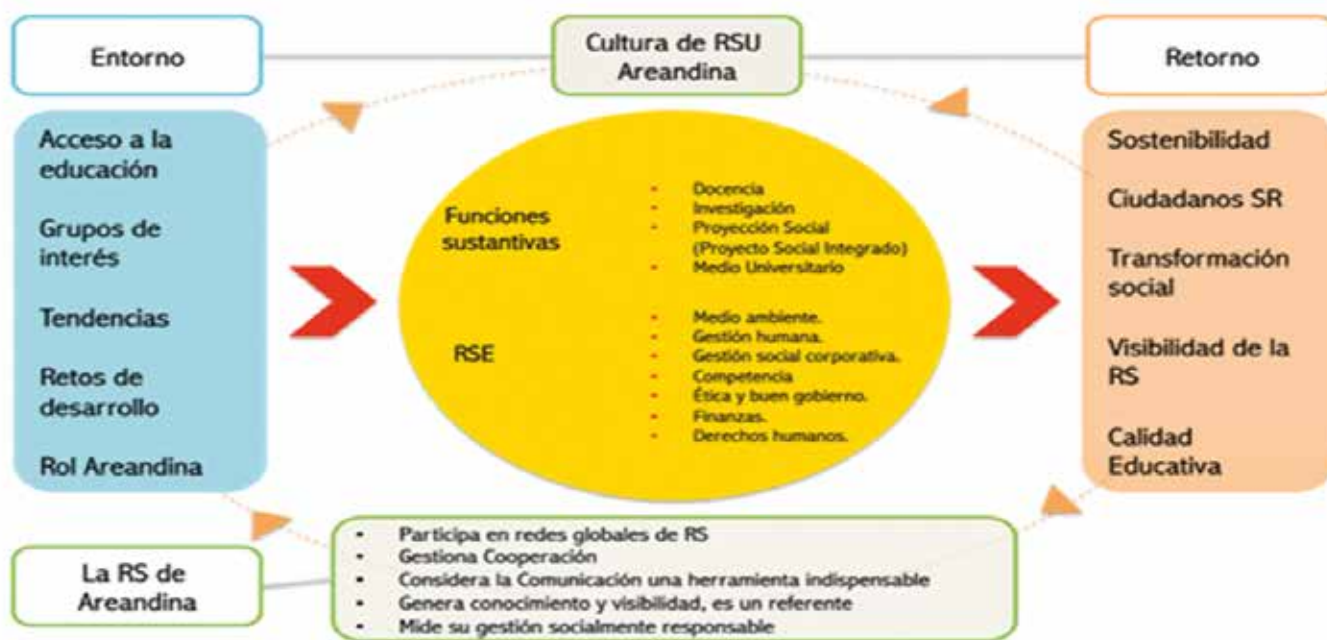 Entorno
Cultura de RSU
Areandina
Retorno
Acceso a la
educación
Grupos de
interés
Tendencias
Retos de
desarrollo
Rol Areandina
Funciones
sustantivas
• Docencia
• Investigación
• Proyección Social
(Proyecto Social Integrado)
• Medio Universitario
RSE
• Medio ambiente.
• Gestión humana.
• Gestión social corporativa.
• Competencia
• Ética y buen gobierno.
• Finanzas.
• Derechos humanos.
Sostenibilidad
Ciudadanos SR
Transformación
social
Visibilidad de la
RS
Calidad
Educativa
La RS de
Areandina
• Participa en redes globales de RS
• Gestiona Cooperación
• Considera la Comunicación una herramienta indispensable
• Genera conocimiento y visibilidad, es un referente
• Mide su gestión socialmente responsable